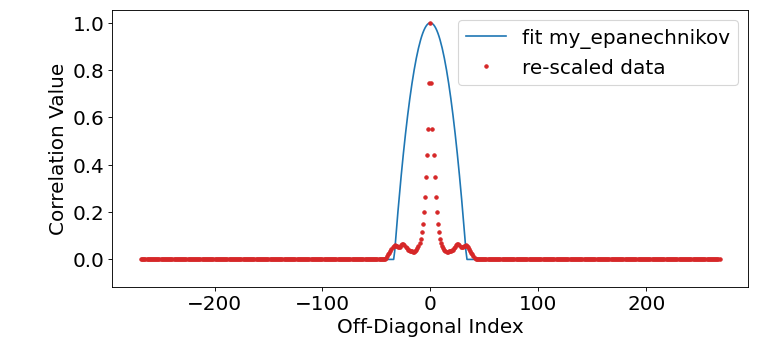 fit my_epanechnikov
re-scaled data
1.0
0.8
0.6
0.4
0.2
0.0
Correlation Value
−200 −100 0 100 200
Off-Diagonal Index